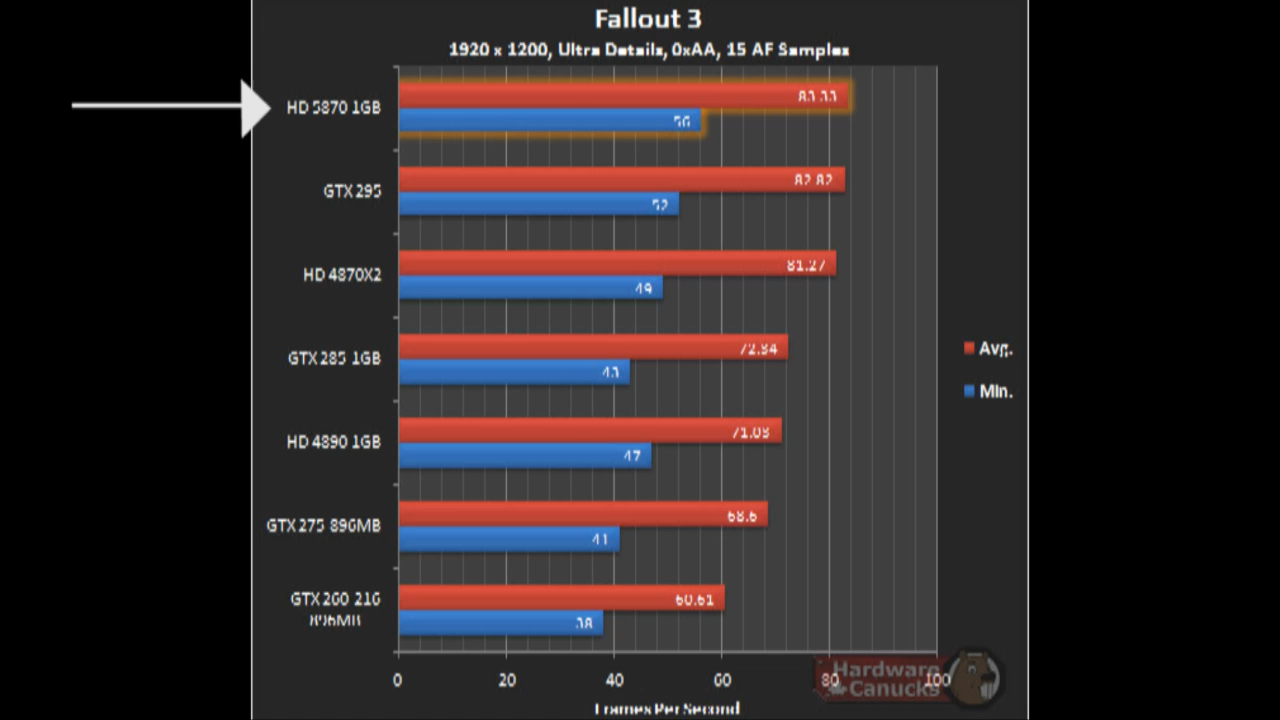 Fallout 3
1920 x 1200, Ultra Details, 0xAA, 15 AF Samples
HD 5870 1GB
83.33
56
GTX 295
82.82
52
HD 4870X2
81.27
49
GTX 285 1GB
72.34
43
HD 4890 1GB
71.08
47
GTX 275 896MB
68.6
41
GTX 260 216
896MB
60.61
38
Avg.
Min.
0 20 40 60 80 100
Frames Per Second
Hardware
Canucks